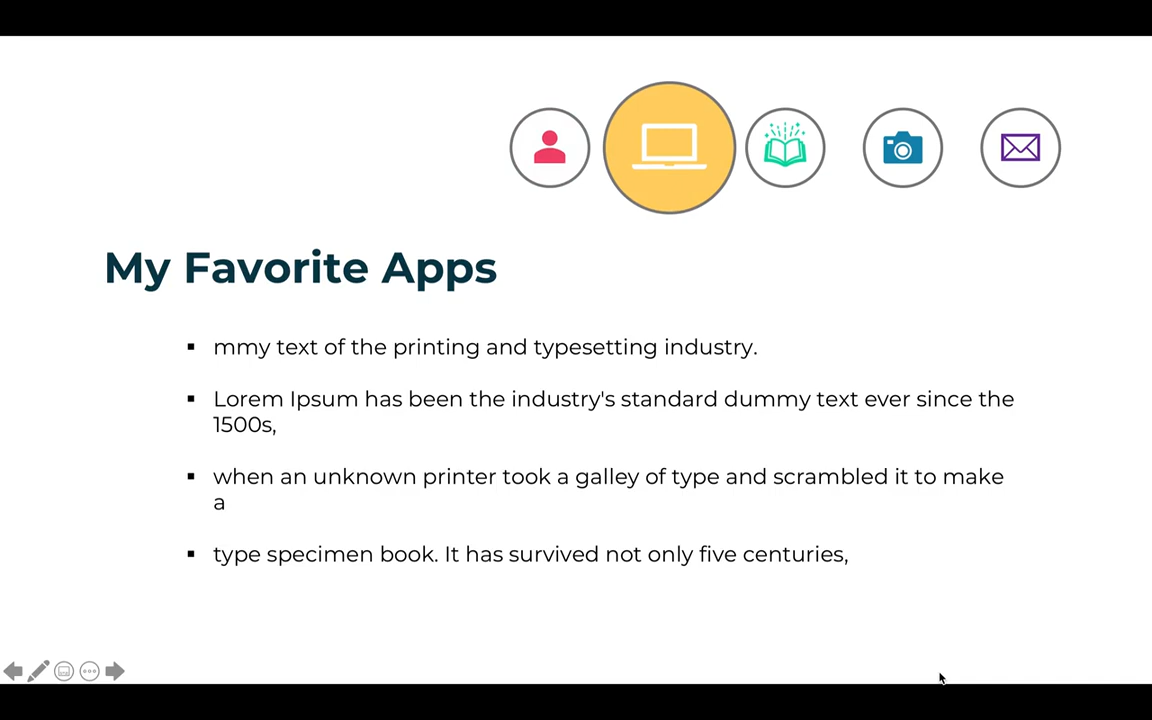 My Favorite Apps
▪ mmy text of the printing and typesetting industry.
▪ Lorem Ipsum has been the industry's standard dummy text ever since the
1500s,
▪ when an unknown printer took a galley of type and scrambled it to make
a
▪ type specimen book. It has survived not only five centuries,